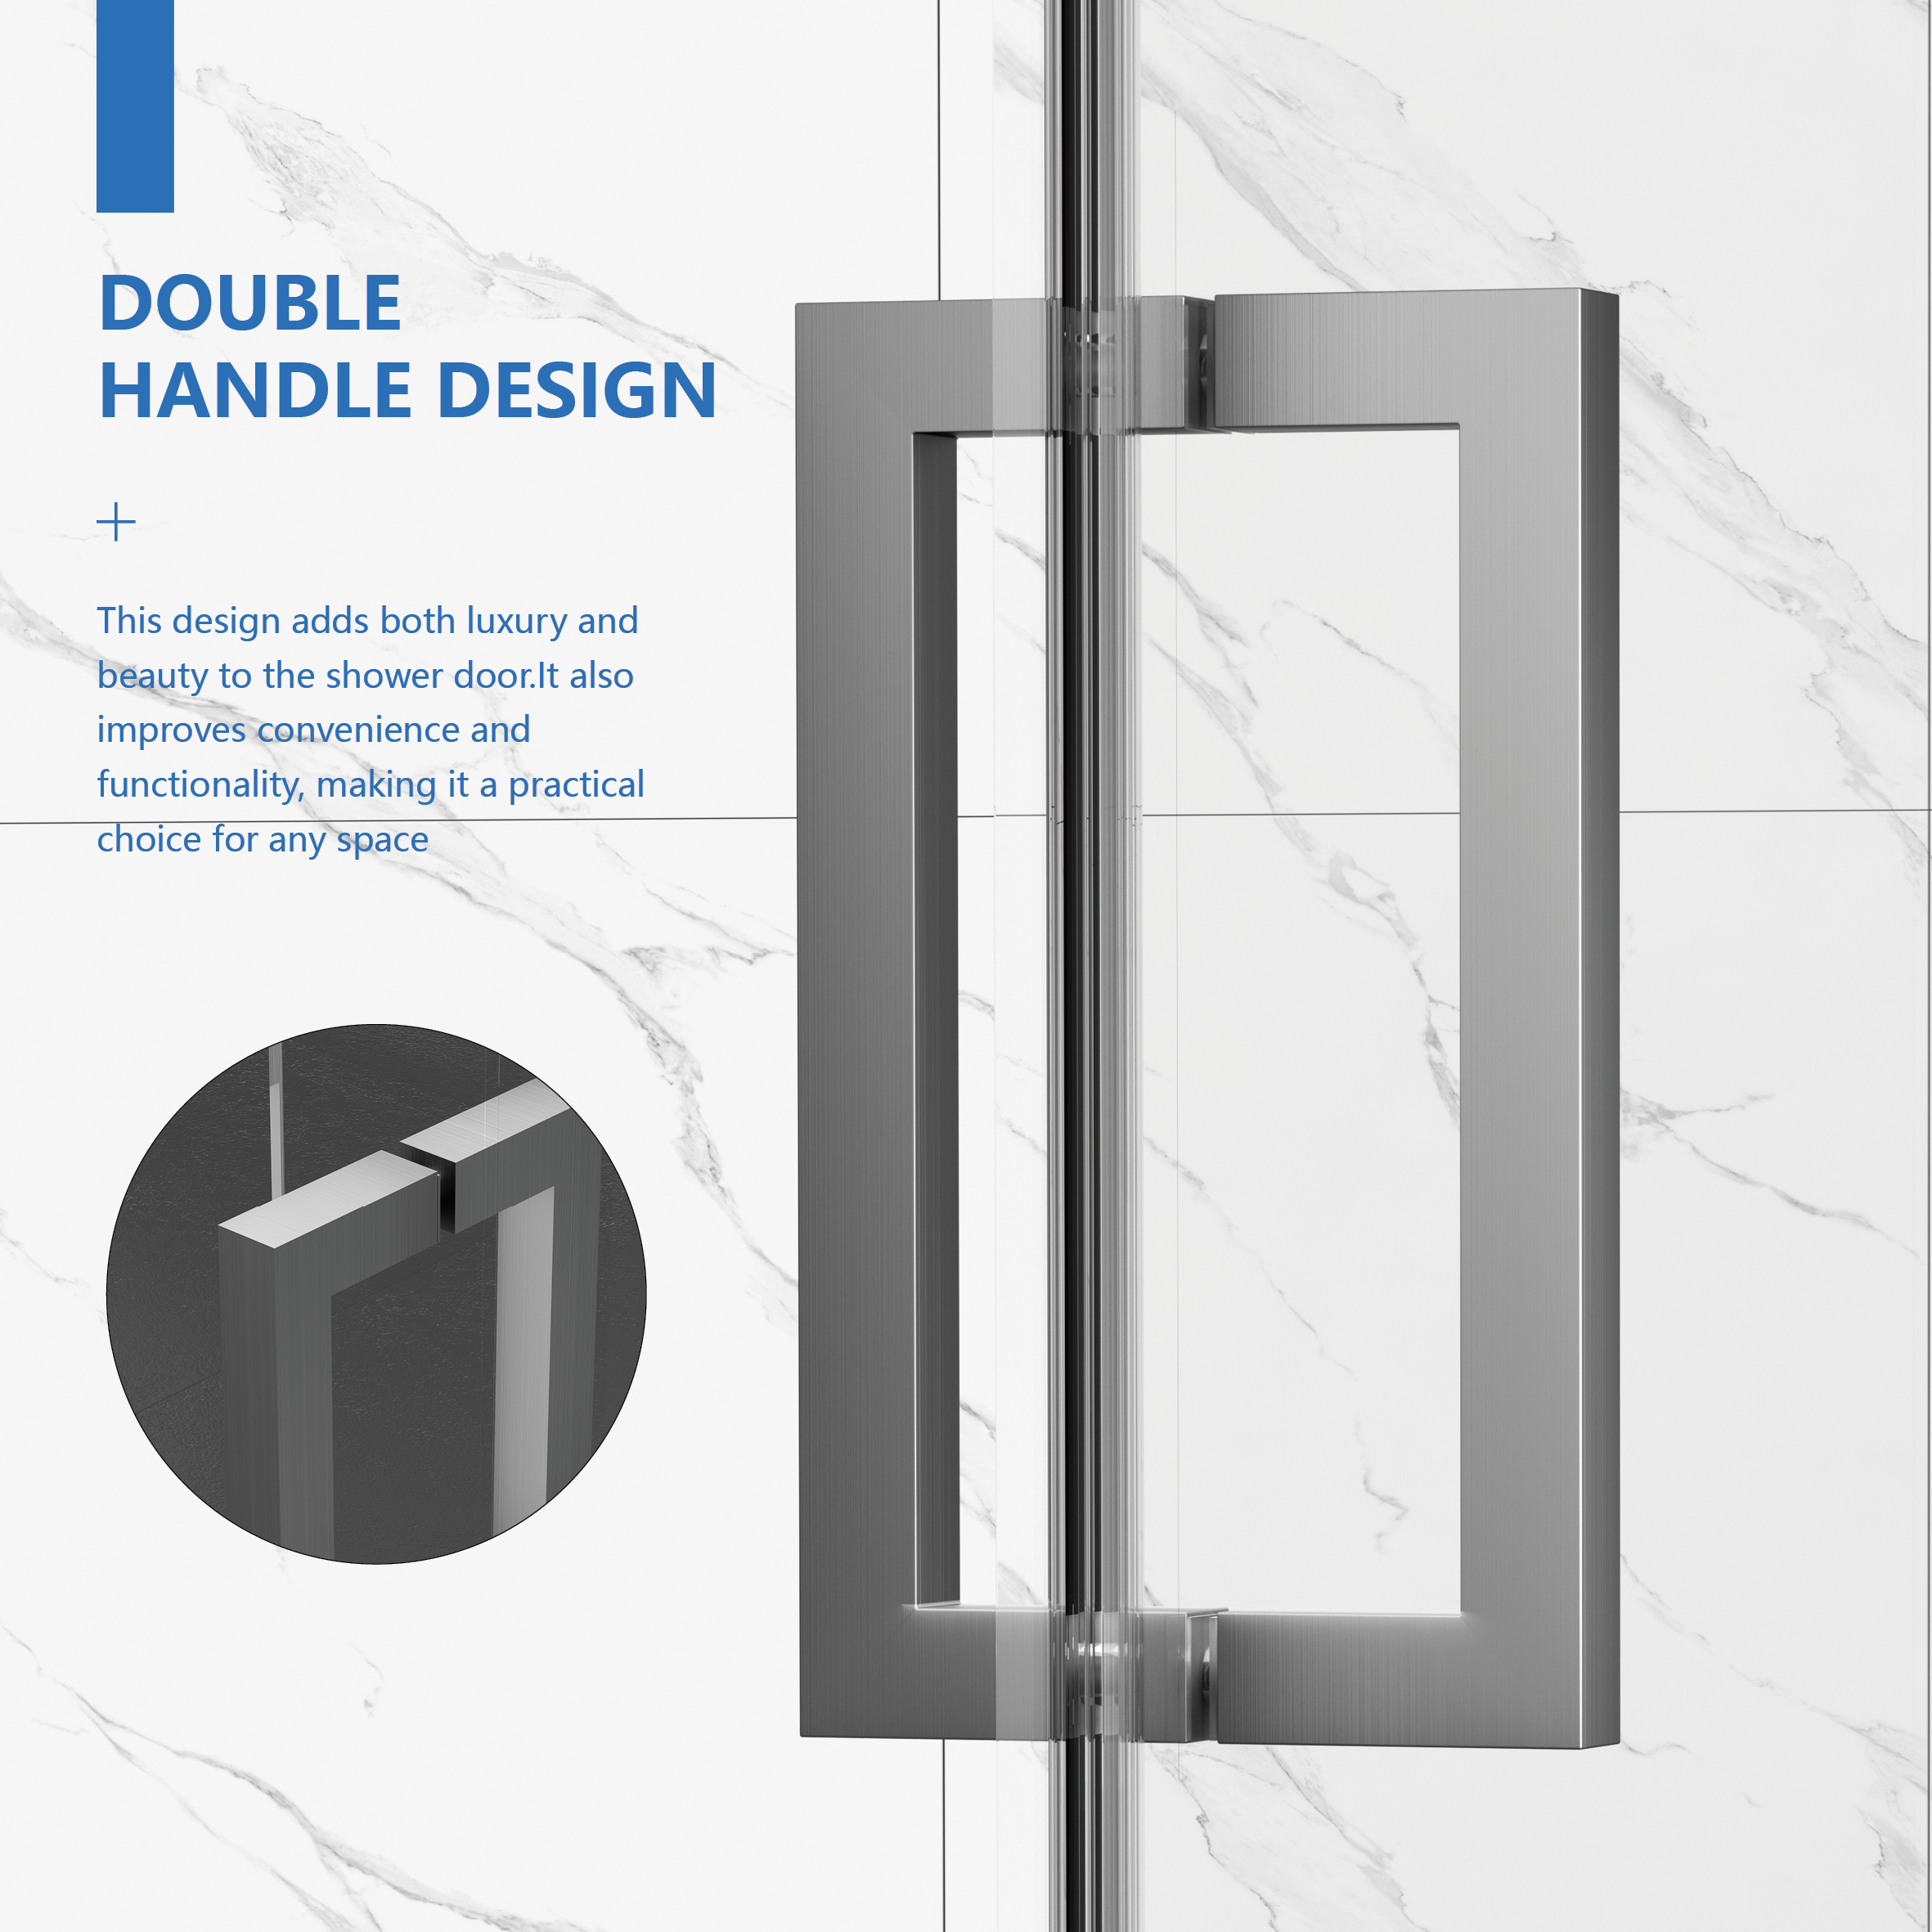 DOUBLE
HANDLE DESIGN
This design adds both luxury and
beauty to the shower door.It also
improves convenience and
functionality, making it a practical
choice for any space